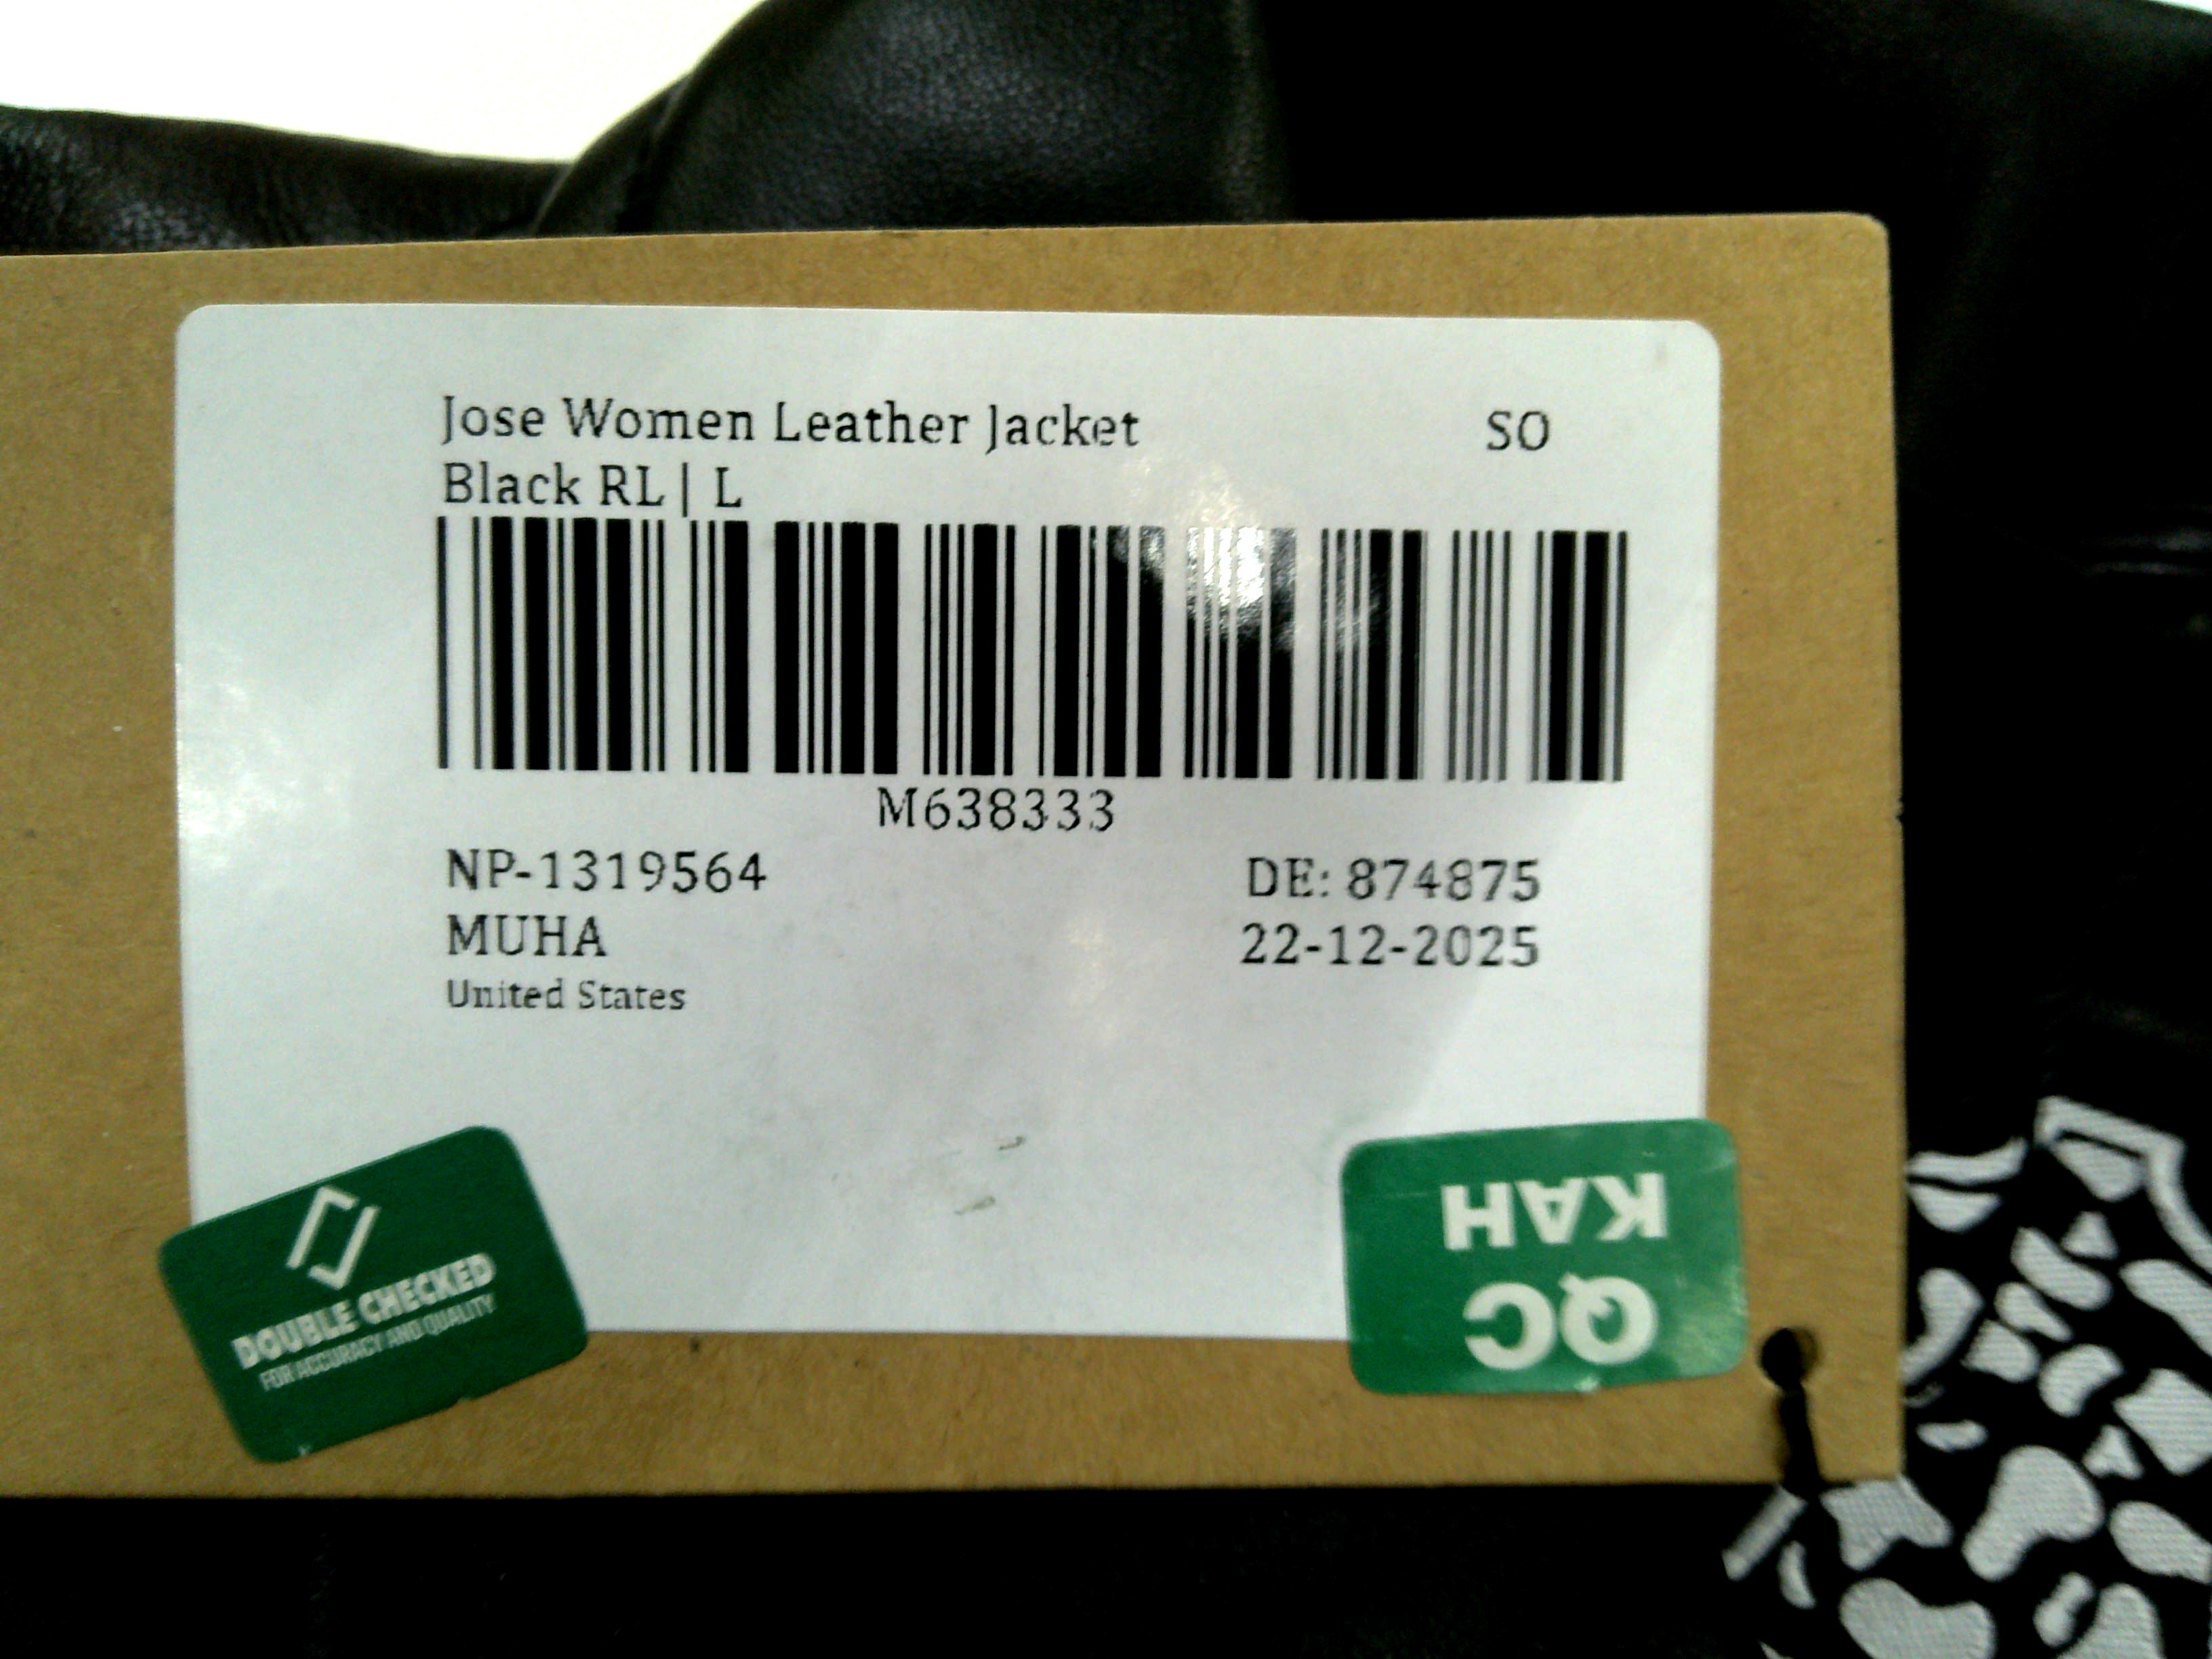 Jose Women Leather Jacket SO
Black RL | L
M638333
NP-1319564 DE: 874875
MUHA 22-12-2025
United States
DOUBLE CHECKED
FOR ACCURACY AND QUALITY
QC
KAH